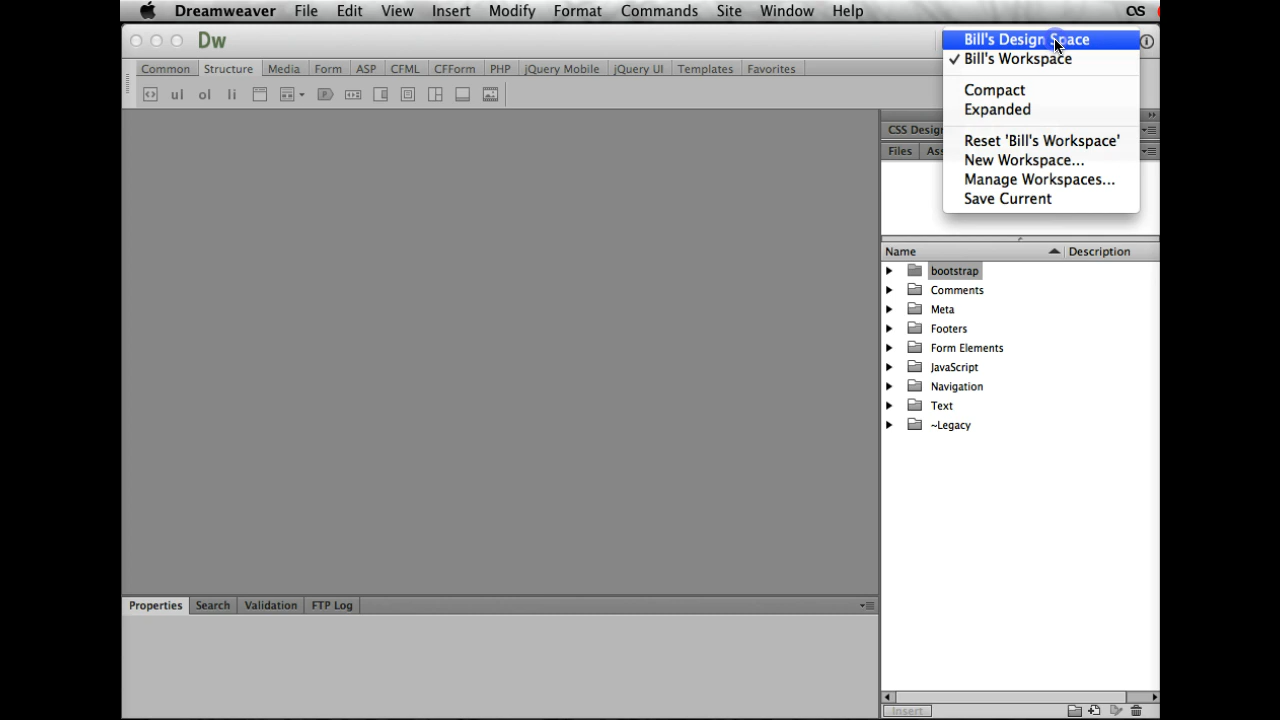 Dreamweaver File Edit View Insert Modify Format Commands Site Window Help
Dw
Bill's Design Space
Bill's Workspace
Compact
Expanded
Reset 'Bill's Workspace'
New Workspace...
Manage Workspaces...
Save Current
Common Structure Media Form ASP CFML CFForm PHP jQuery Mobile jQuery UI Templates Favorites
ul ol li
CSS Desig
Files Ass
Name Description
bootstrap
Comments
Meta
Footers
Form Elements
JavaScript
Navigation
Text
~Legacy
Properties Search Validation FTP Log
Insert